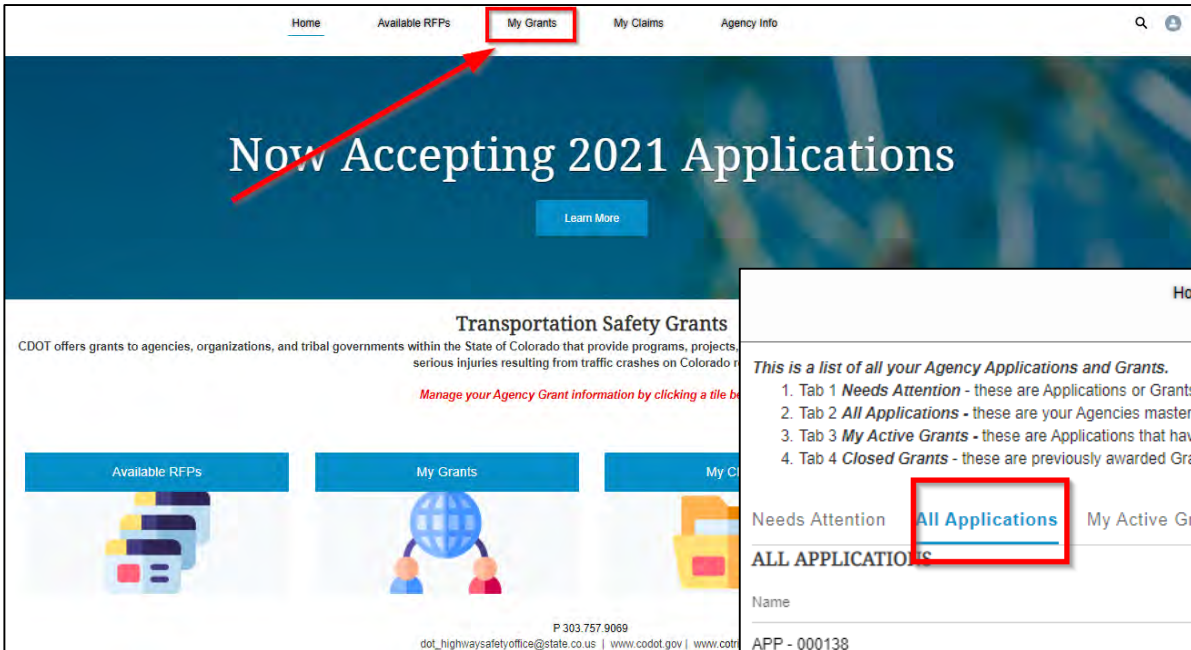 Home Available RFPs My Grants My Claims Agency Info
Now Accepting 2021 Applications
Learn More
Transportation Safety Grants
CDOT offers grants to agencies, organizations, and tribal governments within the State of Colorado that provide programs, projects,
serious injuries resulting from traffic crashes on Colorado
Manage your Agency Grant information by clicking a tile
Available RFPs My Grants My
P 303.757.9069
dot_highwaysafetyoffice@state.co.us | www.codot.gov |
This is a list of all your Agency Applications and Grants.
1. Tab 1 Needs Attention - these are Applications or Grants
2. Tab 2 All Applications - these are your Agencies master
3. Tab 3 My Active Grants - these are Applications that
4. Tab 4 Closed Grants - these are previously awarded
Needs Attention All Applications My Active
ALL APPLICATIONS
Name
APP - 000138